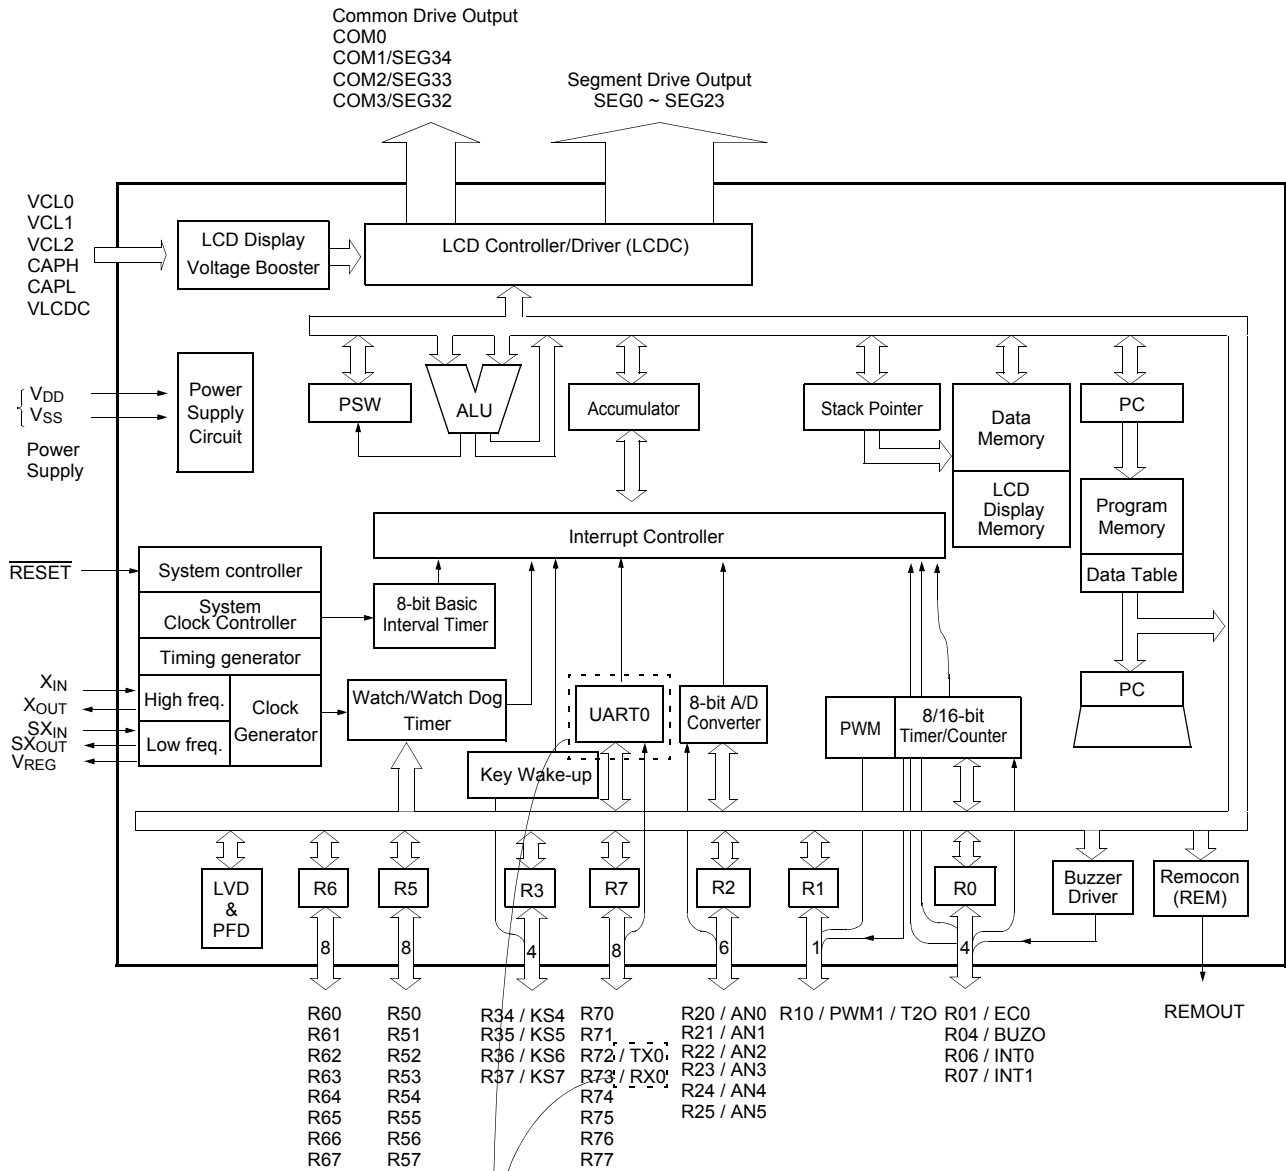 Common Drive Output
COM0
COM1/SEG34
COM2/SEG33
COM3/SEG32
Segment Drive Output
SEG0 ~ SEG23
VCL0
VCL1
VCL2
CAPH
CAPL
VLCDC
LCD Display
Voltage Booster
LCD Controller/Driver (LCDC)
VDD
VSS
Power
Supply
Power
Supply
Circuit
PSW
ALU
Accumulator
Stack Pointer
Data
Memory
LCD
Display
Memory
PC
Program
Memory
Data Table
PC
Interrupt Controller
RESET
System controller
System
Clock Controller
Timing generator
High freq.
Low freq.
Clock
Generator
XIN
XOUT
SXIN
SXOUT
VREG
8-bit Basic
Interval Timer
Watch/Watch Dog
Timer
Key Wake-up
UART0
8-bit A/D
Converter
PWM
8/16-bit
Timer/Counter
LVD
&
PFD
R6
R5
R3
R7
R2
R1
R0
Buzzer
Driver
Remocon
(REM)
8
8
4
8
6
1
4
R60
R61
R62
R63
R64
R65
R66
R67
R50
R51
R52
R53
R54
R55
R56
R57
R34 / KS4
R35 / KS5
R36 / KS6
R37 / KS7
R70
R71
R72 / TX0
R73 / RX0
R74
R75
R76
R77
R20 / AN0
R21 / AN1
R22 / AN2
R23 / AN3
R24 / AN4
R25 / AN5
R10 / PWM1 / T2O
R01 / EC0
R04 / BUZO
R06 / INT0
R07 / INT1
REMOUT